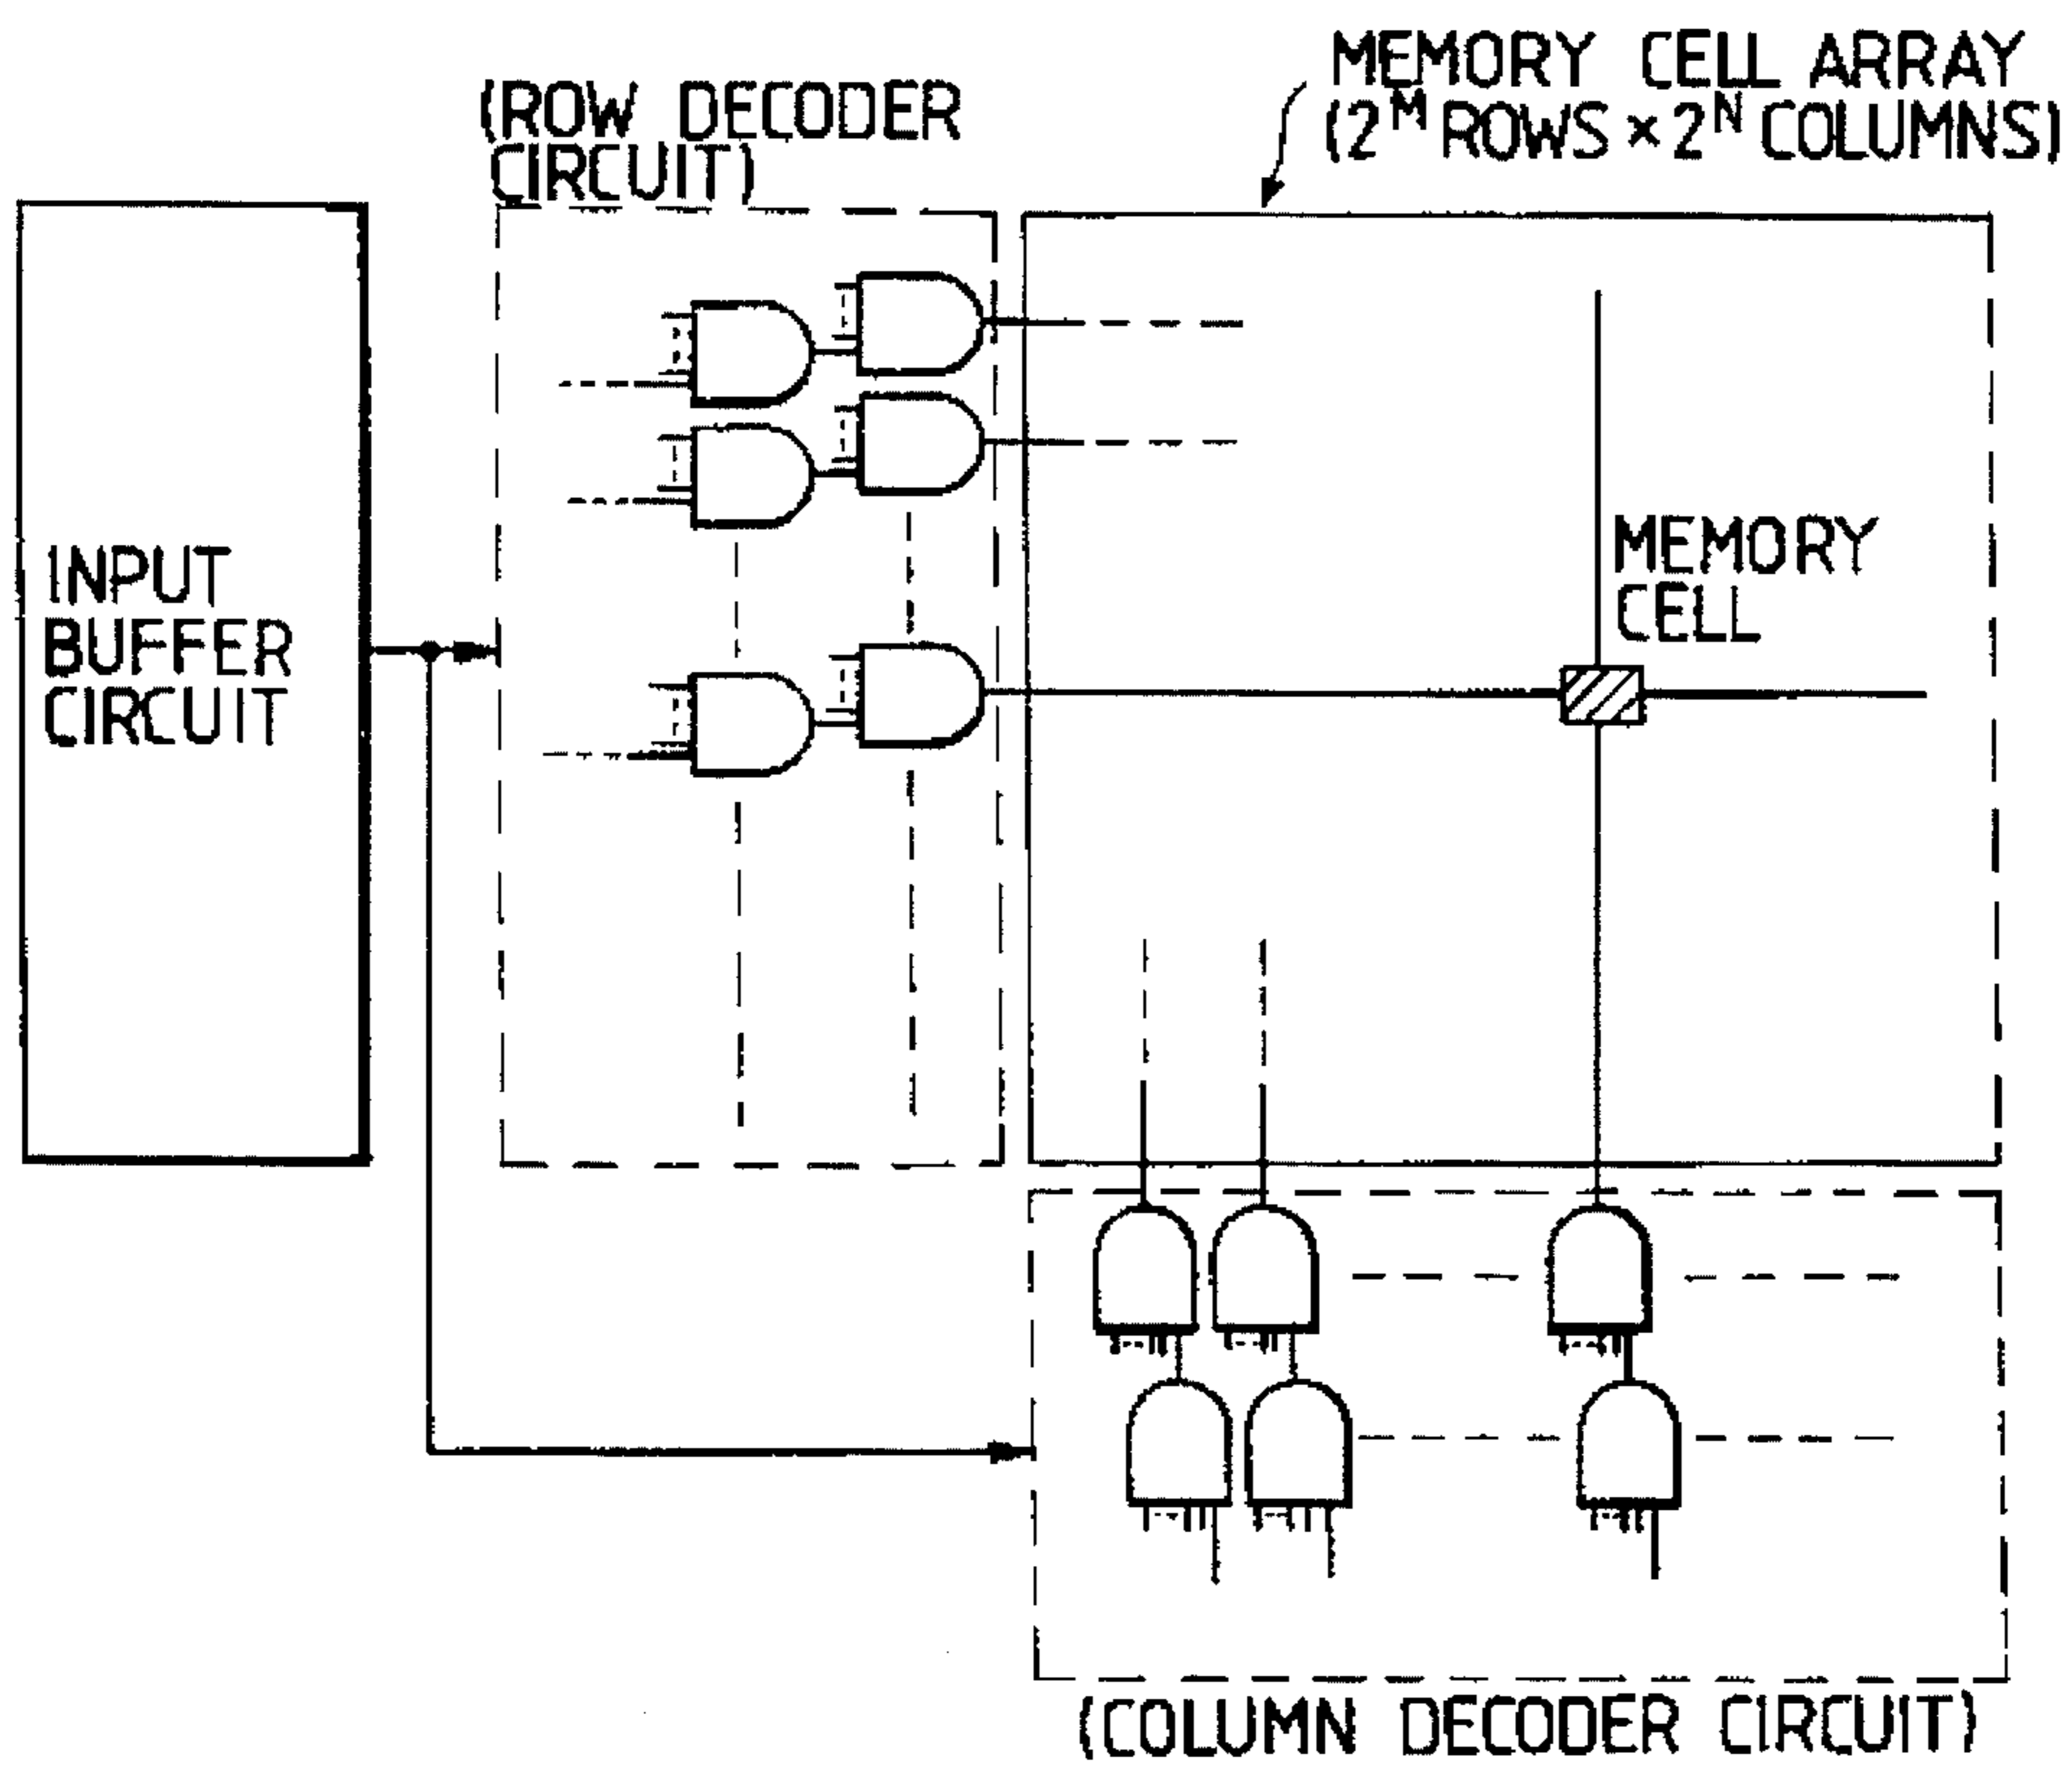 MEMORY CELL ARRAY
(2^M ROWS × 2^N COLUMNS)
(ROW DECODER
CIRCUIT)
INPUT
BUFFER
CIRCUIT
MEMORY
CELL
(COLUMN DECODER CIRCUIT)